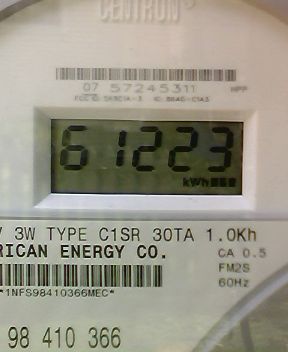 CENTRON
07 57245311
HPP
61223
kWh
3W TYPE C1SR 30TA 1.0Kh
RICAN ENERGY CO.
CA 0.5
FM2S
60Hz
*1NFS98410366MEC*
98 410 366